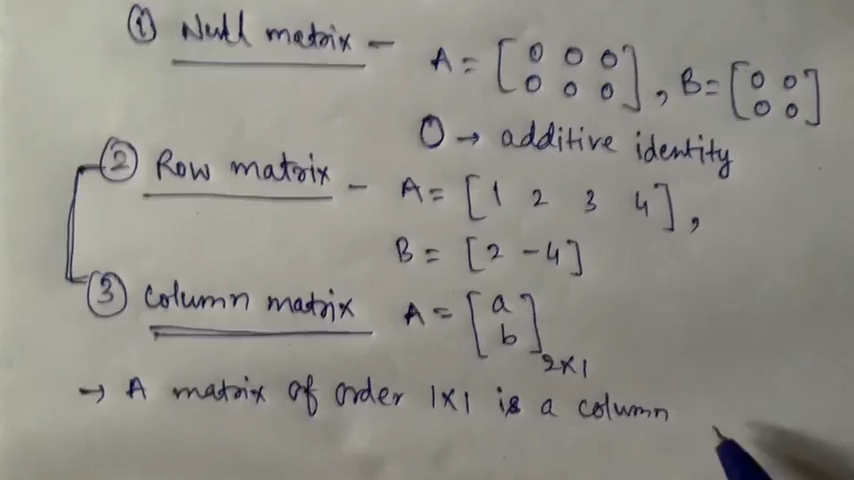 ① Null matrix - A = [0 0 0
0 0 0], B = [0 0
0 0]
O → additive identity
② Row matrix - A = [1 2 3 4],
B = [2 -4]
③ column matrix A = [a
b]2×1
→ A matrix of order 1×1 is a column